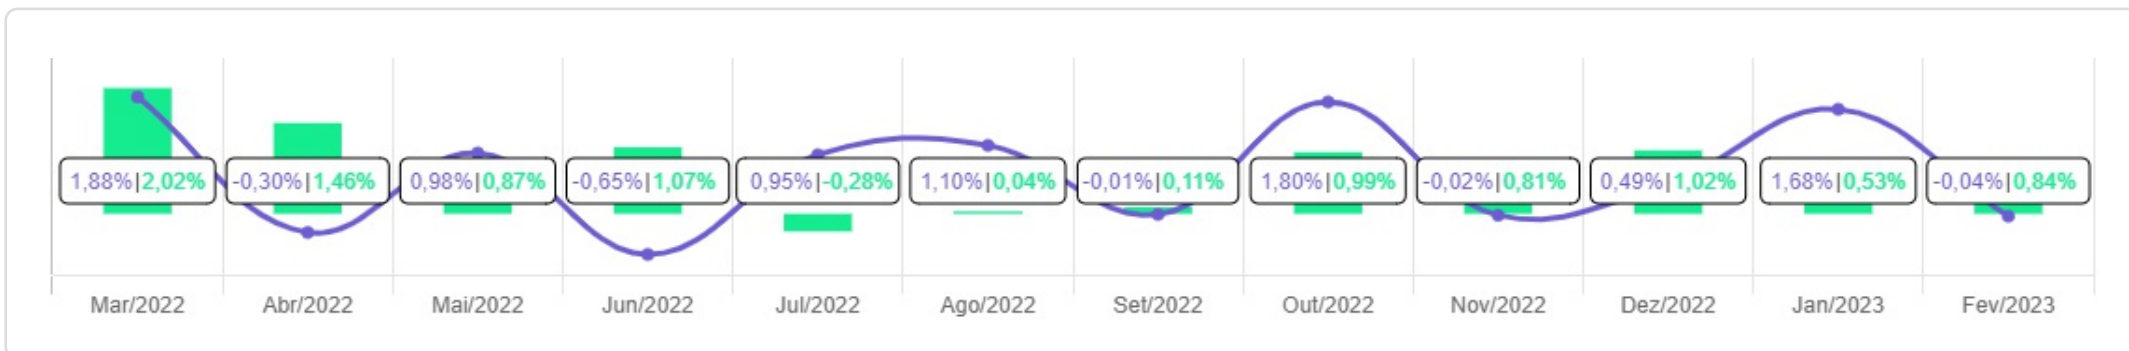 1,88%|2,02% -0,30%|1,46% 0,98%|0,87% -0,65%|1,07% 0,95%|-0,28% 1,10%|0,04% -0,01%|0,11% 1,80%|0,99% -0,02%|0,81% 0,49%|1,02% 1,68%|0,53% -0,04%|0,84%
Mar/2022 Abr/2022 Mai/2022 Jun/2022 Jul/2022 Ago/2022 Set/2022 Out/2022 Nov/2022 Dez/2022 Jan/2023 Fev/2023